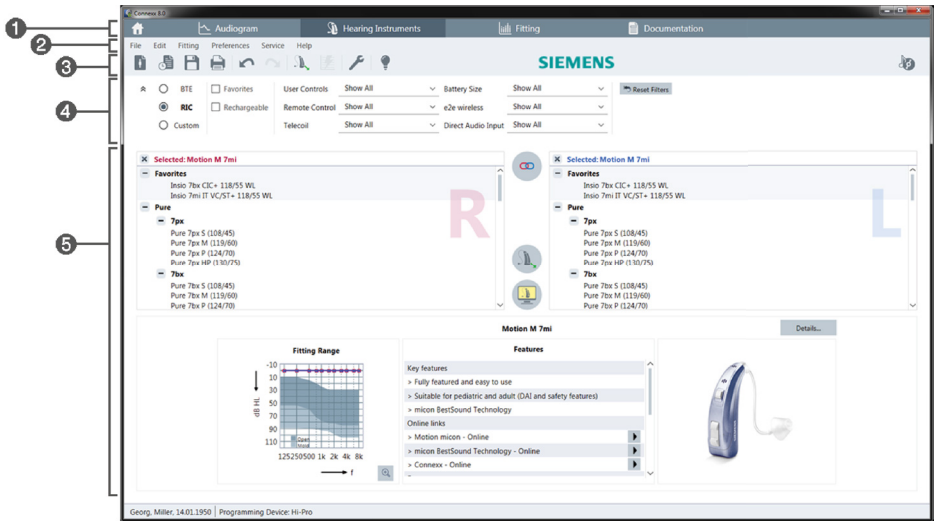 Connexx 8.0
1
Audiogram
Hearing Instruments
Fitting
Documentation
2
File Edit Fitting Preferences Service Help
3
SIEMENS
4
BTE Favorites User Controls Show All Battery Size Show All Reset Filters
RIC Rechargeable Remote Control Show All e2e wireless Show All
Custom Telecoil Show All Direct Audio Input Show All
5
Selected: Motion M 7mi
Favorites
Insio 7bx CIC+ 118/55 WL
Insio 7mi IT VC/ST+ 118/55 WL
Pure
7px
Pure 7px S (108/45)
Pure 7px M (119/60)
Pure 7px P (124/70)
Pure 7px HP (130/75)
7bx
Pure 7bx S (108/45)
Pure 7bx M (119/60)
Pure 7bx P (124/70)
R
Selected: Motion M 7mi
Favorites
Insio 7bx CIC+ 118/55 WL
Insio 7mi IT VC/ST+ 118/55 WL
Pure
7px
Pure 7px S (108/45)
Pure 7px M (119/60)
Pure 7px P (124/70)
Pure 7px HP (130/75)
7bx
Pure 7bx S (108/45)
Pure 7bx M (119/60)
Pure 7bx P (124/70)
L
Motion M 7mi
Details...
Fitting Range
-10
10
30
50
70
90
110
dB HL
Open
125250500 1k 2k 4k 8k
f
Features
Key features
> Fully featured and easy to use
> Suitable for pediatric and adult (DAI and safety features)
> micon BestSound Technology
Online links
> Motion micon - Online
> micon BestSound Technology - Online
> Connexx - Online
Georg, Miller, 14.01.1950 Programming Device: Hi-Pro